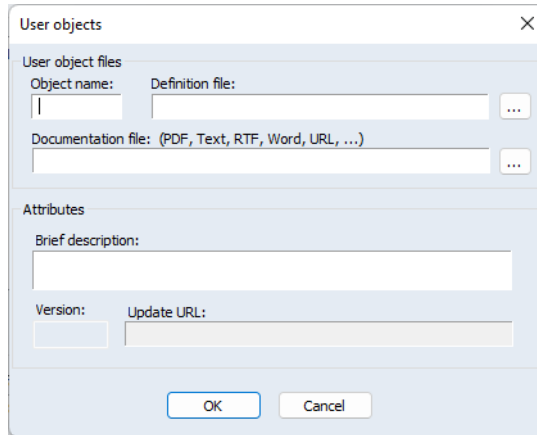 User objects
User object files
Object name: Definition file:
...
Documentation file: (PDF, Text, RTF, Word, URL, ...)
...
Attributes
Brief description:
Version: Update URL:
OK Cancel